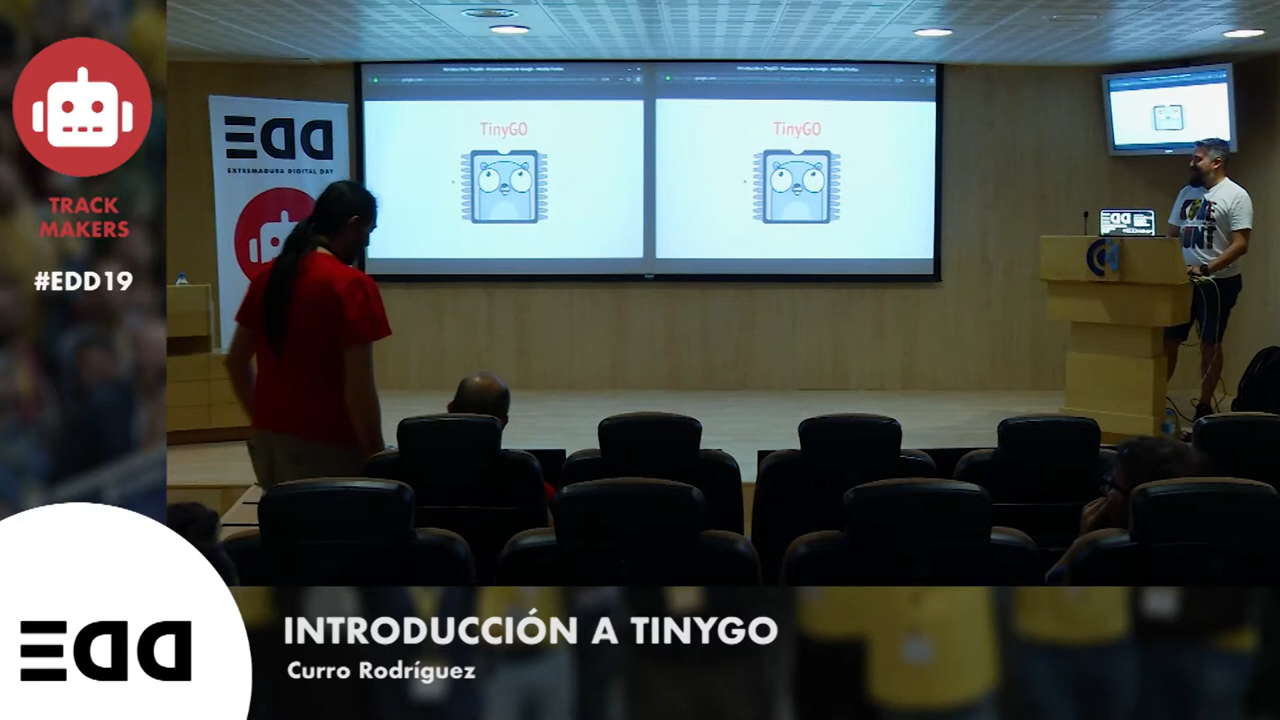 TRACK
MAKERS
#EDD19
EDD
EXTREMADURA DIGITAL DAY
TinyGO
TinyGO
EDD
INTRODUCCIÓN A TINYGO
Curro Rodríguez